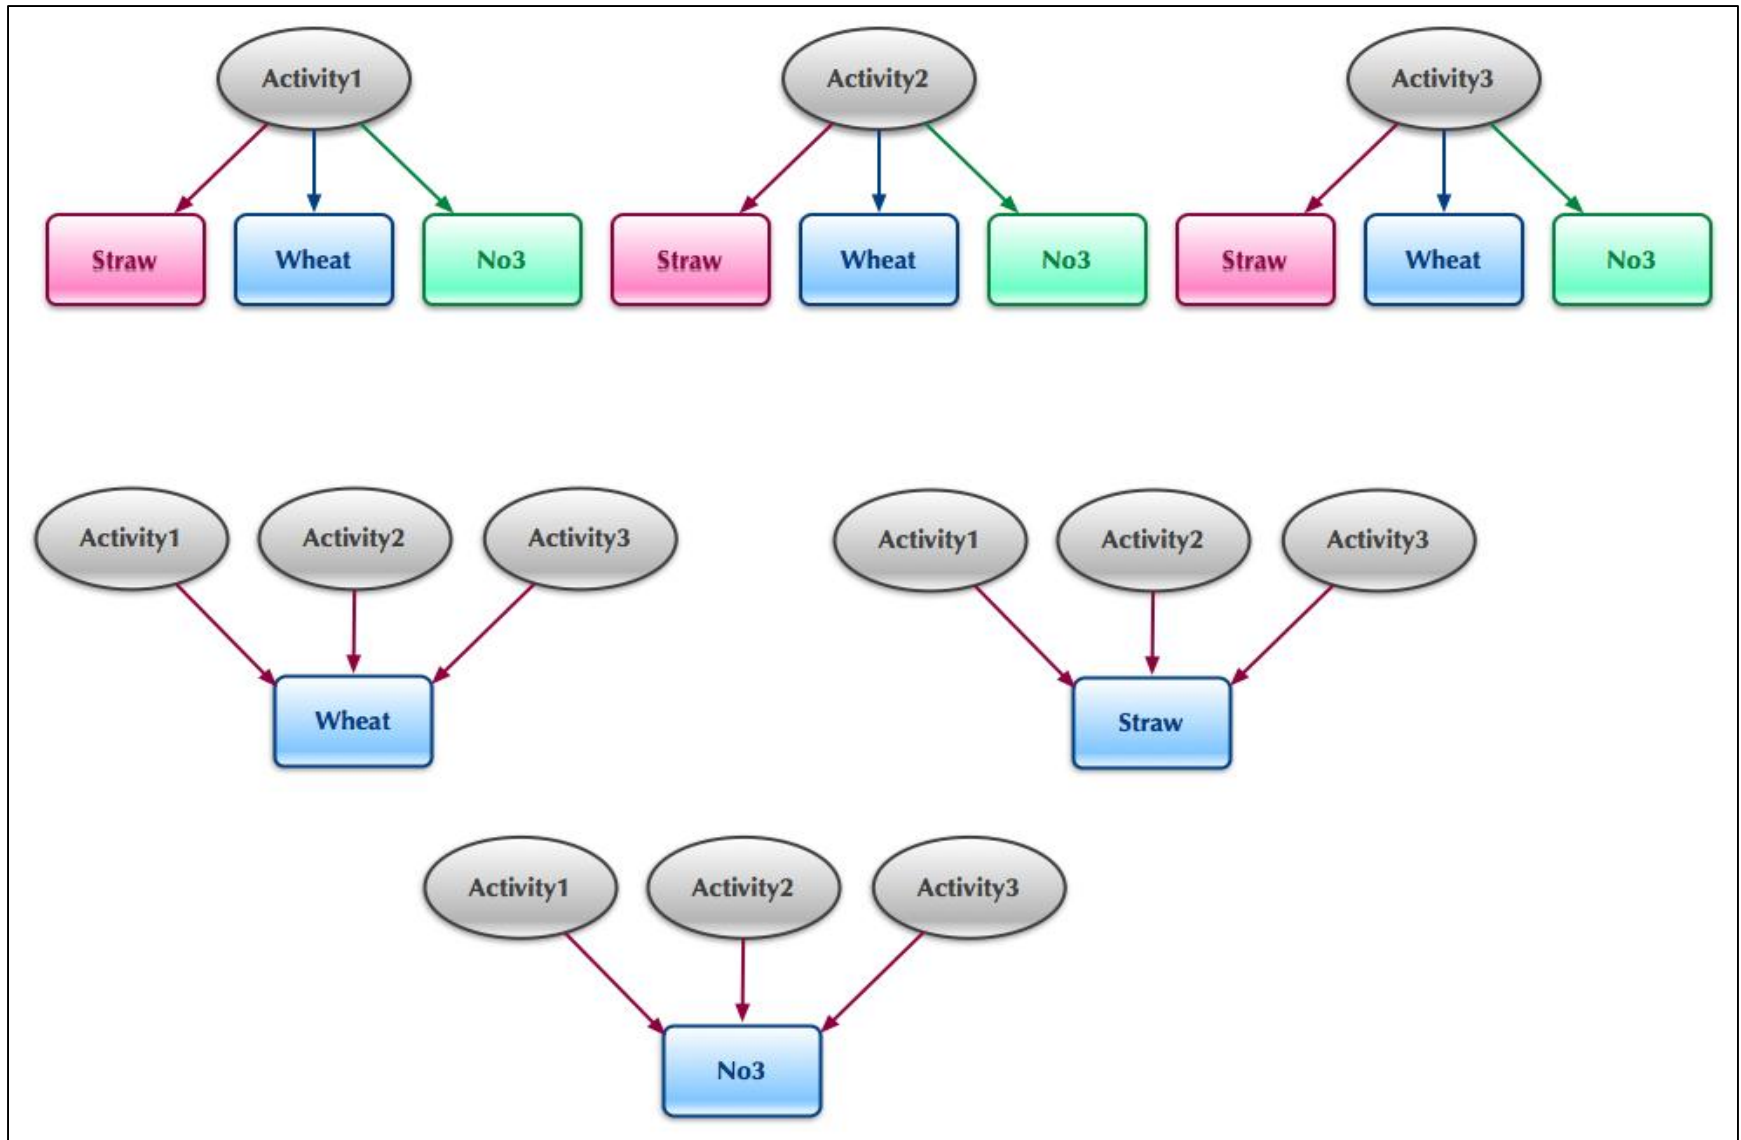 Activity1 Activity2 Activity3
Straw Wheat No3 Straw Wheat No3 Straw Wheat No3
Activity1 Activity2 Activity3 Activity1 Activity2 Activity3
Wheat Straw
Activity1 Activity2 Activity3
No3